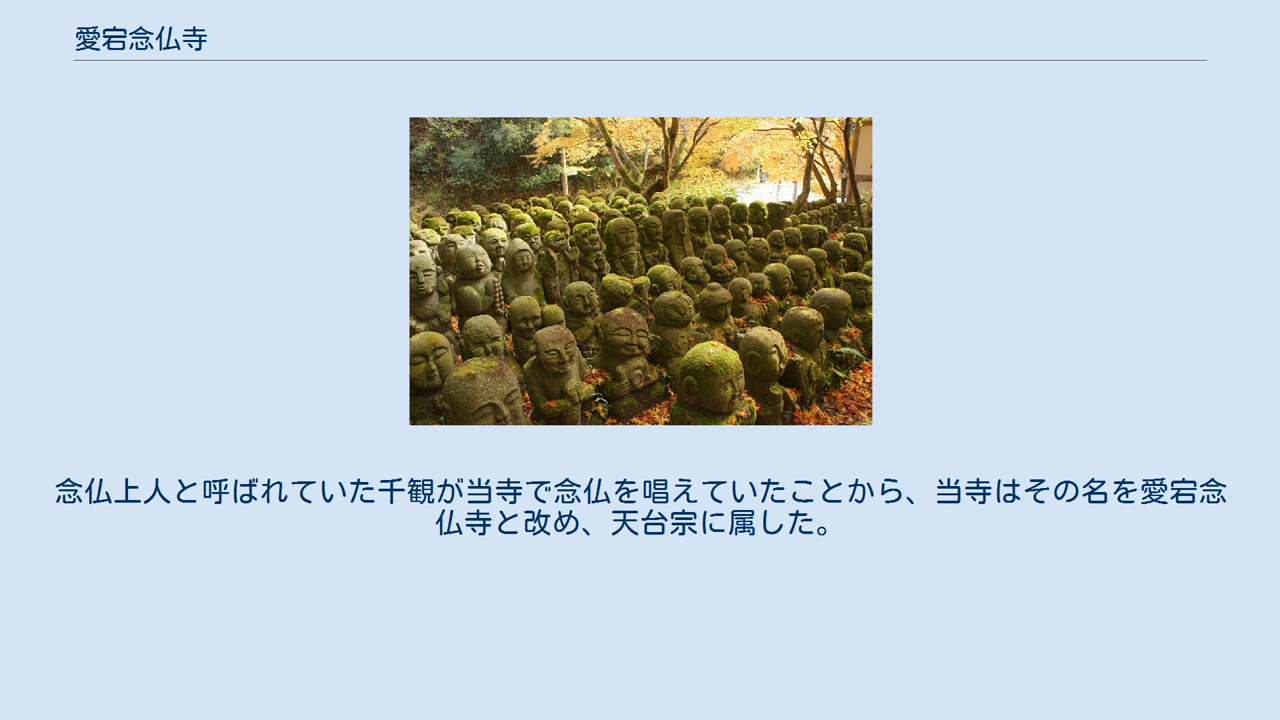 愛宕念仏寺
念仏上人と呼ばれていた千観が当寺で念仏を唱えていたことから、当寺はその名を愛宕念
仏寺と改め、天台宗に属した。